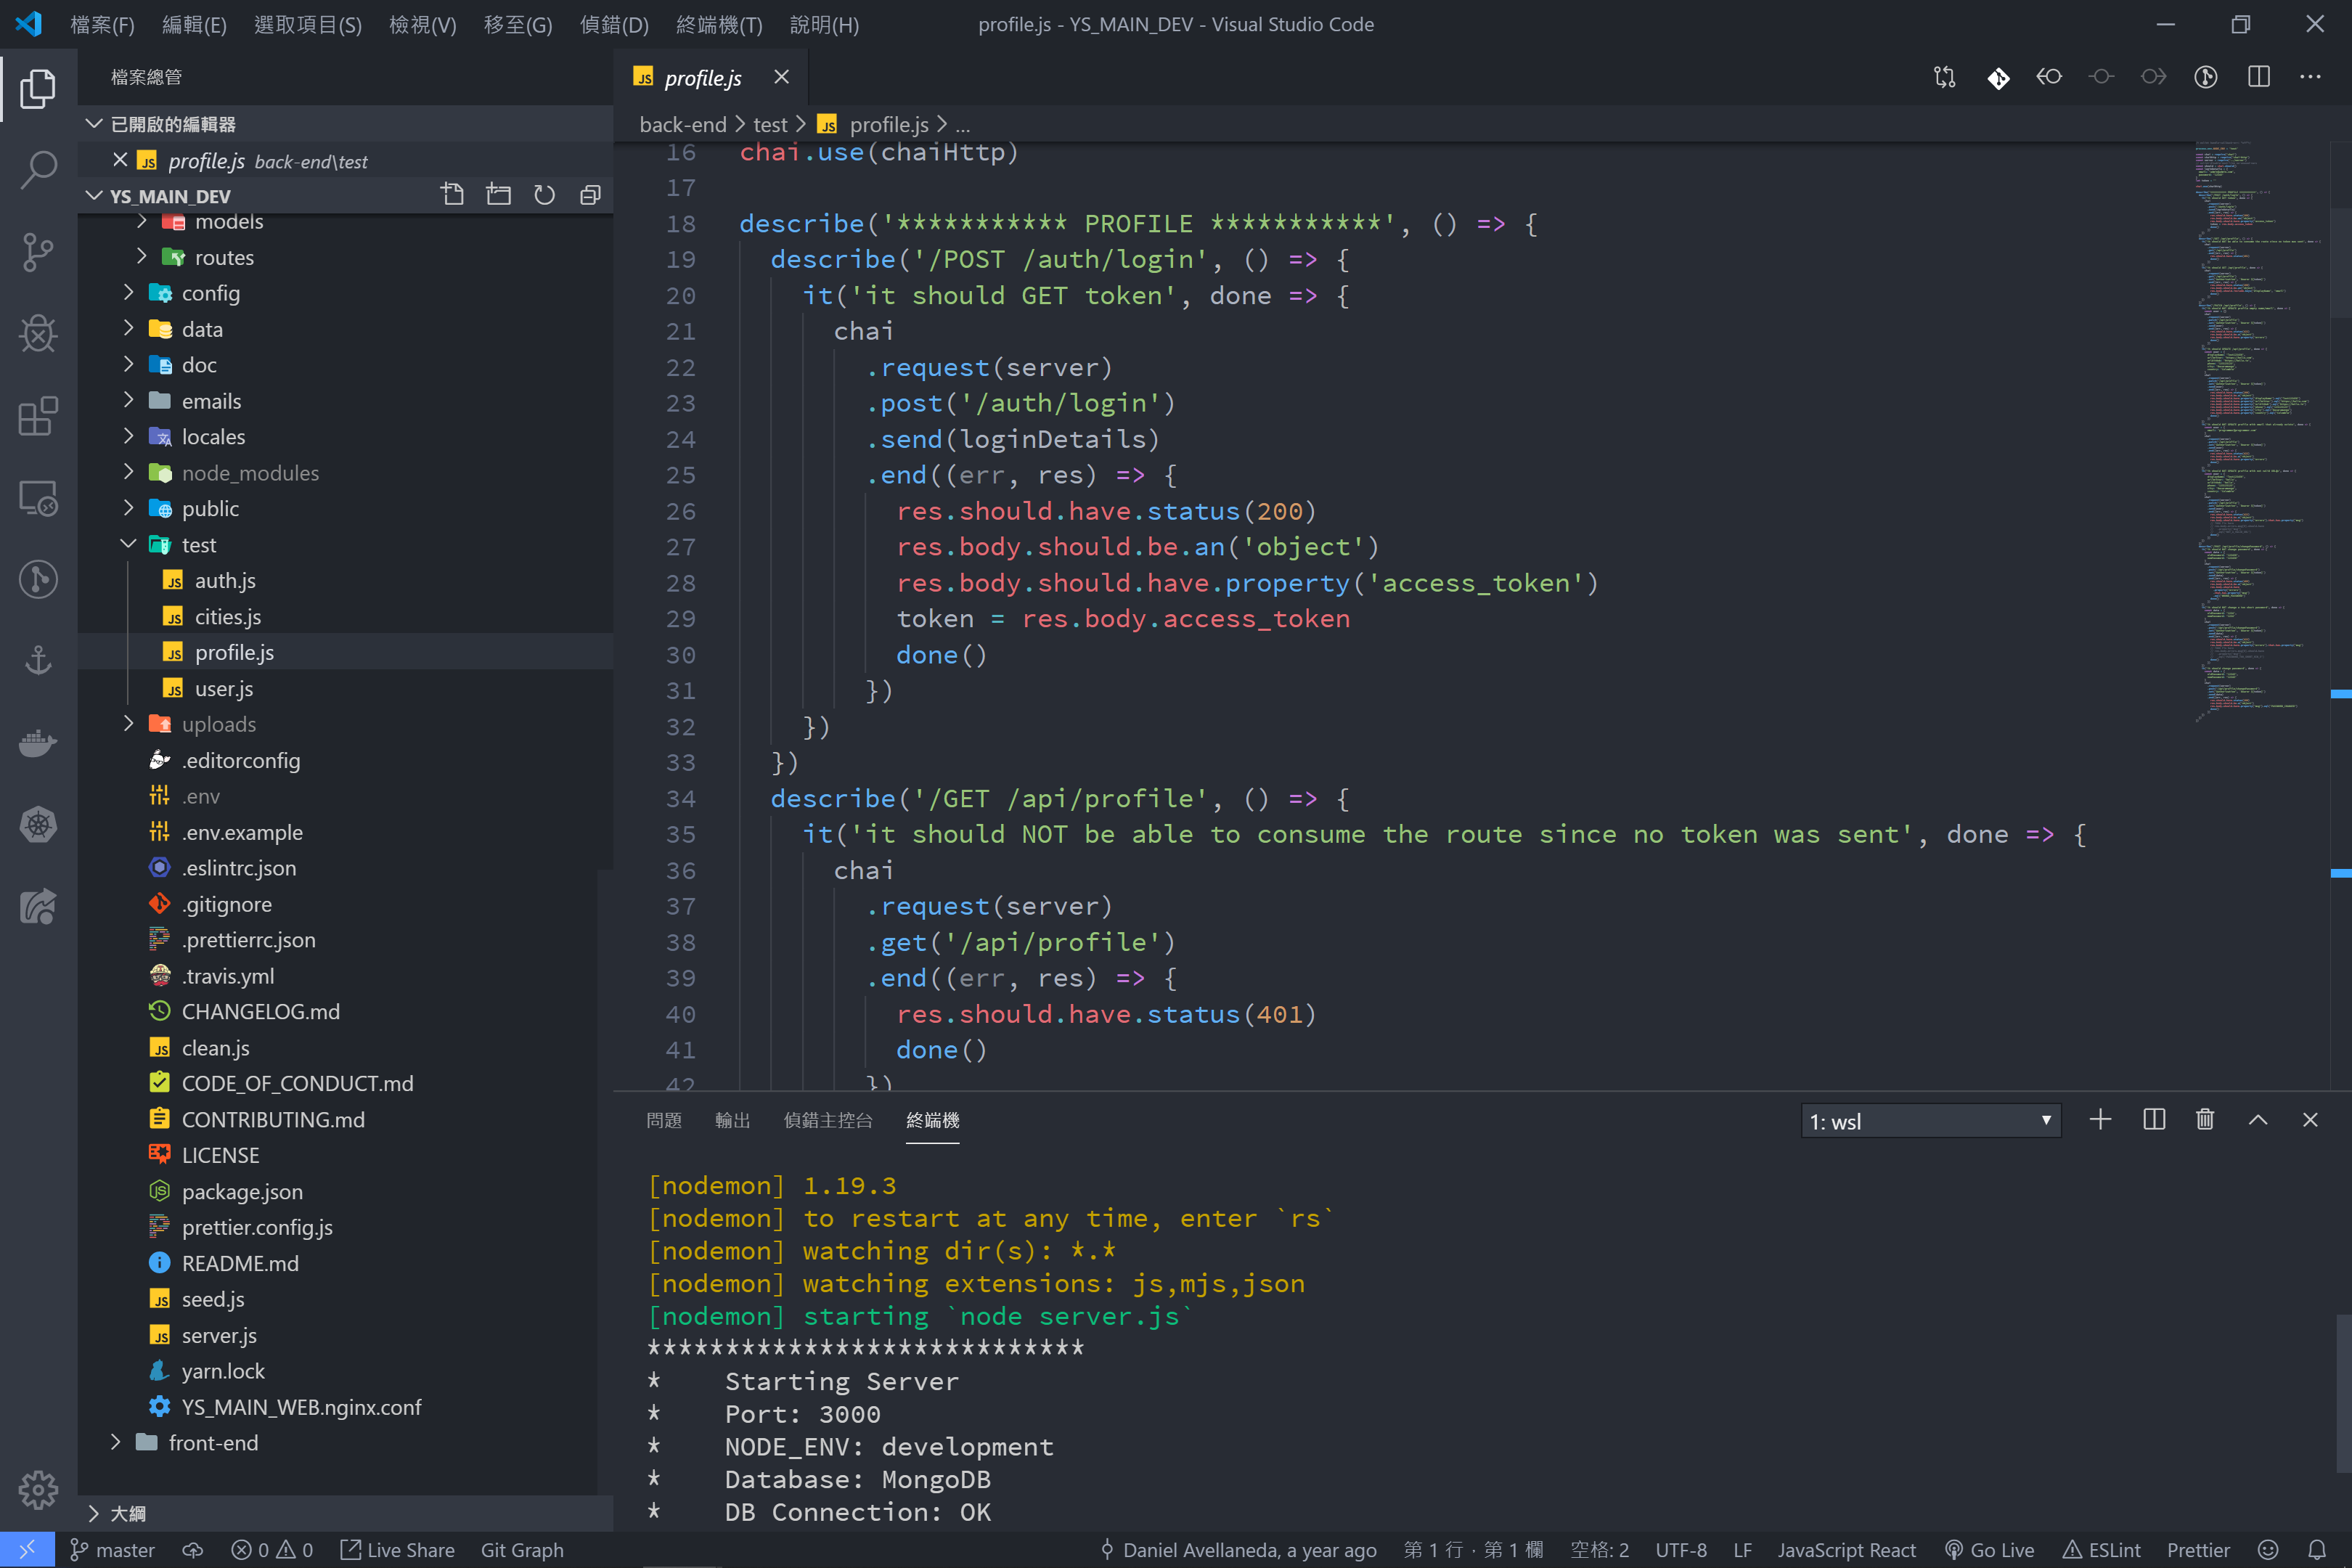 檔案(F) 編輯(E) 選取項目(S) 檢視(V) 移至(G) 偵錯(D) 終端機(T) 說明(H) profile.js - YS_MAIN_DEV - Visual Studio Code
檔案總管
已開啟的編輯器
profile.js back-end\test
YS_MAIN_DEV
models
routes
config
data
doc
emails
locales
node_modules
public
test
auth.js
cities.js
profile.js
user.js
uploads
.editorconfig
.env
.env.example
.eslintrc.json
.gitignore
.prettierrc.json
.travis.yml
CHANGELOG.md
clean.js
CODE_OF_CONDUCT.md
CONTRIBUTING.md
LICENSE
package.json
prettier.config.js
README.md
seed.js
server.js
yarn.lock
YS_MAIN_WEB.nginx.conf
front-end
大綱
profile.js
back-end > test > profile.js > ...
16 chai.use(chaiHttp)
17
18 describe('*********** PROFILE ***********', () => {
19   describe('/POST /auth/login', () => {
20     it('it should GET token', done => {
21       chai
22         .request(server)
23         .post('/auth/login')
24         .send(loginDetails)
25         .end((err, res) => {
26           res.should.have.status(200)
27           res.body.should.be.an('object')
28           res.body.should.have.property('access_token')
29           token = res.body.access_token
30           done()
31         })
32     })
33   })
34   describe('/GET /api/profile', () => {
35     it('it should NOT be able to consume the route since no token was sent', done => {
36       chai
37         .request(server)
38         .get('/api/profile')
39         .end((err, res) => {
40           res.should.have.status(401)
41           done()
42         })
問題 輸出 偵錯主控台 終端機 1: wsl
[nodemon] 1.19.3
[nodemon] to restart at any time, enter `rs`
[nodemon] watching dir(s): *.*
[nodemon] watching extensions: js,mjs,json
[nodemon] starting `node server.js`
****************************
*    Starting Server
*    Port: 3000
*    NODE_ENV: development
*    Database: MongoDB
*    DB Connection: OK
master 0 0 Live Share Git Graph Daniel Avellaneda, a year ago 第 1 行，第 1 欄 空格: 2 UTF-8 LF JavaScript React Go Live ESLint Prettier